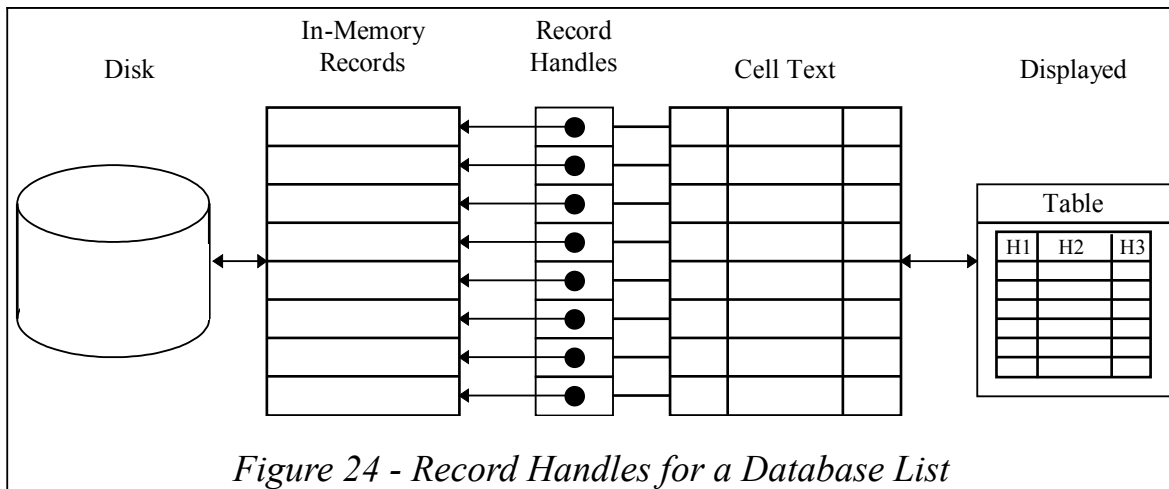 Disk
In-Memory
Records
Record
Handles
Cell Text
Displayed
Table
H1 H2 H3
Figure 24 - Record Handles for a Database List